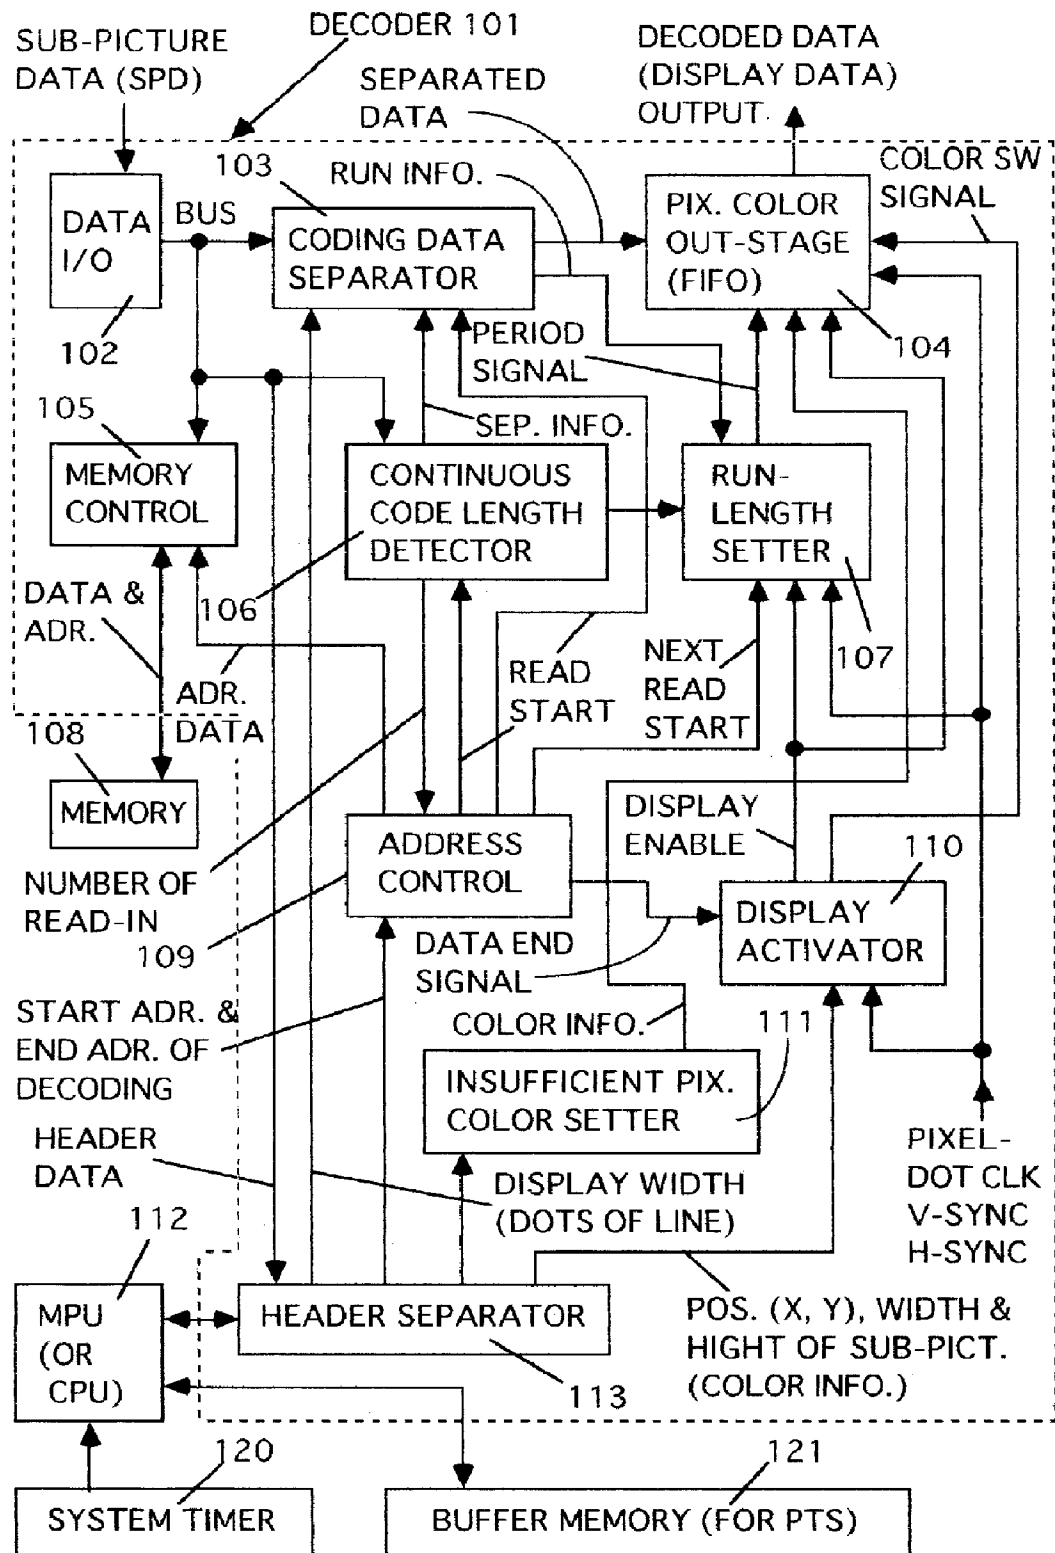 DECODER 101
SUB-PICTURE
DATA (SPD)
SEPARATED
DATA
DECODED DATA
(DISPLAY DATA)
OUTPUT
COLOR SW
SIGNAL
103
RUN INFO.
DATA
I/O
BUS
CODING DATA
SEPARATOR
PIX. COLOR
OUT-STAGE
(FIFO)
102
PERIOD
SIGNAL
104
105
SEP. INFO.
MEMORY
CONTROL
CONTINUOUS
CODE LENGTH
DETECTOR
RUN-
LENGTH
SETTER
DATA &
ADR.
106
107
ADR.
DATA
READ
START
NEXT
READ
START
108
MEMORY
DISPLAY
ENABLE
ADDRESS
CONTROL
110
NUMBER OF
READ-IN
109
DISPLAY
ACTIVATOR
DATA END
SIGNAL
START ADR. &
END ADR. OF
DECODING
COLOR INFO.
111
INSUFFICIENT PIX.
COLOR SETTER
HEADER
DATA
PIXEL-
DOT CLK
V-SYNC
H-SYNC
DISPLAY WIDTH
(DOTS OF LINE)
112
MPU
(OR
CPU)
HEADER SEPARATOR
113
POS. (X, Y), WIDTH &
HIGHT OF SUB-PICT.
(COLOR INFO.)
120
SYSTEM TIMER
121
BUFFER MEMORY (FOR PTS)